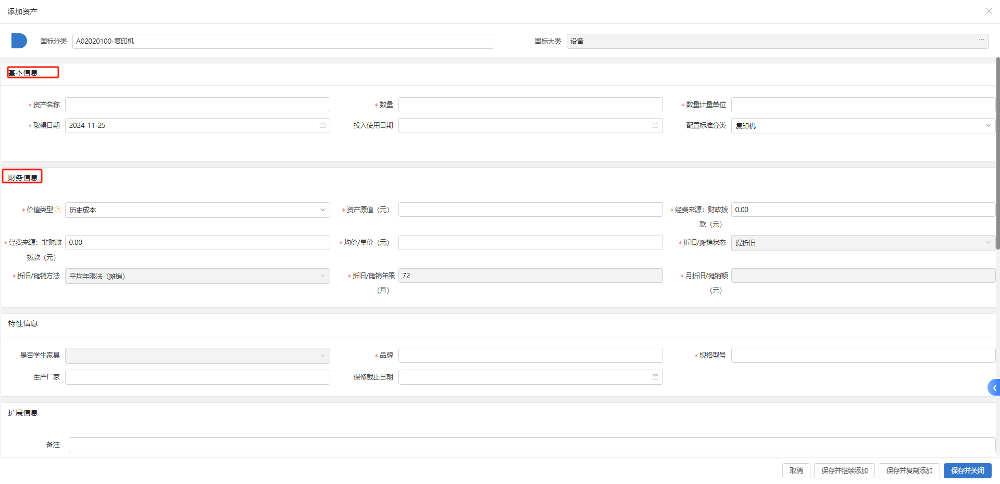 添加资产
国标分类 A02020100-复印机 国标大类 设备 ...
基本信息
* 资产名称 * 数量 * 数量计量单位
* 取得日期 2024-11-25 投入使用日期 配置标准分类 复印机
财务信息
* 价值类型 ? 历史成本 * 资产原值（元） * 经费来源：财政拨 0.00
款（元）
* 经费来源：非财政 0.00 * 均价/单价（元） * 折旧/摊销状态 提折旧
拨款（元）
* 折旧/摊销方法 平均年限法（摊销） * 折旧/摊销年限 72 * 月折旧/摊销额
（月） （元）
特性信息
是否学生家具 * 品牌 * 规格型号
生产厂家 保修截止日期
扩展信息
备注
取消 保存并继续添加 保存并复制添加 保存并关闭